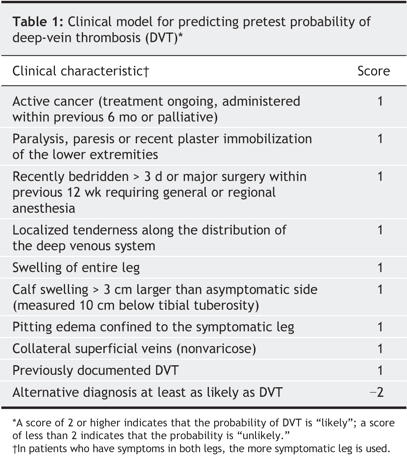 Table 1: Clinical model for predicting pretest probability of
deep-vein thrombosis (DVT)*
Clinical characteristic† Score
Active cancer (treatment ongoing, administered 1
within previous 6 mo or palliative)
Paralysis, paresis or recent plaster immobilization 1
of the lower extremities
Recently bedridden > 3 d or major surgery within 1
previous 12 wk requiring general or regional
anesthesia
Localized tenderness along the distribution of 1
the deep venous system
Swelling of entire leg 1
Calf swelling > 3 cm larger than asymptomatic side 1
(measured 10 cm below tibial tuberosity)
Pitting edema confined to the symptomatic leg 1
Collateral superficial veins (nonvaricose) 1
Previously documented DVT 1
Alternative diagnosis at least as likely as DVT −2
*A score of 2 or higher indicates that the probability of DVT is “likely”; a
score of less than 2 indicates that the probability is “unlikely.”
†In patients who have symptoms in both legs, the more symptomatic leg is used.